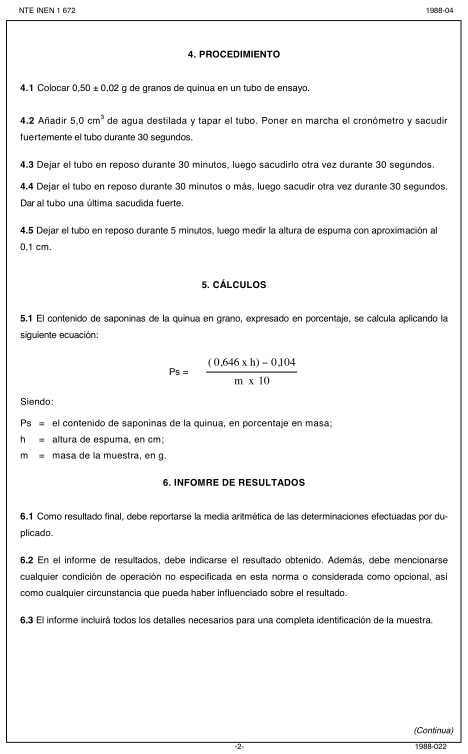 NTE INEN 1 672 1988-04
4. PROCEDIMIENTO
4.1 Colocar 0,50 ± 0,02 g de granos de quinua en un tubo de ensayo.
4.2 Añadir 5,0 cm³ de agua destilada y tapar el tubo. Poner en marcha el cronómetro y sacudir
fuertemente el tubo durante 30 segundos.
4.3 Dejar el tubo en reposo durante 30 minutos, luego sacudirlo otra vez durante 30 segundos.
4.4 Dejar el tubo en reposo durante 30 minutos o más, luego sacudir otra vez durante 30 segundos.
Dar al tubo una última sacudida fuerte.
4.5 Dejar el tubo en reposo durante 5 minutos, luego medir la altura de espuma con aproximación al
0,1 cm.
5. CÁLCULOS
5.1 El contenido de saponinas de la quinua en grano, expresado en porcentaje, se calcula aplicando la
siguiente ecuación:
(0,646 x h) – 0,104
Ps =
m x 10
Siendo:
Ps = el contenido de saponinas de la quinua, en porcentaje en masa;
h = altura de espuma, en cm;
m = masa de la muestra, en g.
6. INFOMRE DE RESULTADOS
6.1 Como resultado final, debe reportarse la media aritmética de las determinaciones efectuadas por du-
plicado.
6.2 En el informe de resultados, debe indicarse el resultado obtenido. Además, debe mencionarse
cualquier condición de operación no especificada en esta norma o considerada como opcional, así
como cualquier circunstancia que pueda haber influenciado sobre el resultado.
6.3 El informe incluirá todos los detalles necesarios para una completa identificación de la muestra.
(Continua)
-2- 1988-022